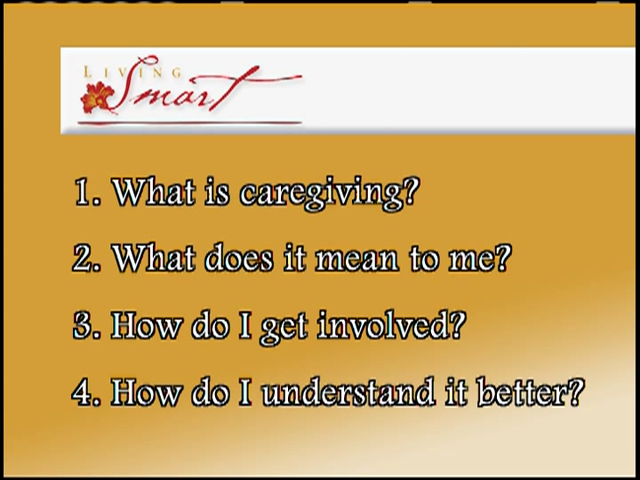 LIVING
Smart
1. What is caregiving?
2. What does it mean to me?
3. How do I get involved?
4. How do I understand it better?